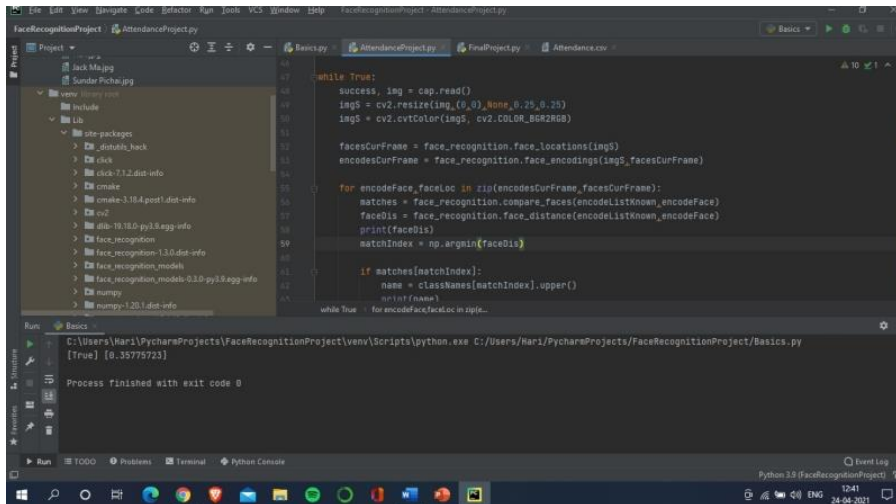 File Edit View Navigate Code Refactor Run Tools VCS Window Help FaceRecognitionProject - AttendanceProject.py
FaceRecognitionProject AttendanceProject.py
Basics
Project
Basics.py
AttendanceProject.py
FinalProject.py
Attendance.csv
Jack Ma.jpg
Sundar Pichai.jpg
venv library root
Include
Lib
site-packages
_distutils_hack
click
click-7.1.2.dist-info
cmake
cmake-3.18.4.post1.dist-info
cv2
dlib-19.18.0-py3.9.egg-info
face_recognition
face_recognition-1.3.0.dist-info
face_recognition_models
face_recognition_models-0.3.0-py3.9.egg-info
numpy
numpy-1.20.1.dist-info
10 1
46
47 while True:
48 success, img = cap.read()
49 imgS = cv2.resize(img,(0,0),None,0.25,0.25)
50 imgS = cv2.cvtColor(imgS, cv2.COLOR_BGR2RGB)
51
52 facesCurFrame = face_recognition.face_locations(imgS)
53 encodesCurFrame = face_recognition.face_encodings(imgS,facesCurFrame)
54
55 for encodeFace,faceLoc in zip(encodesCurFrame,facesCurFrame):
56 matches = face_recognition.compare_faces(encodeListKnown,encodeFace)
57 faceDis = face_recognition.face_distance(encodeListKnown,encodeFace)
58 print(faceDis)
59 matchIndex = np.argmin(faceDis)
60
61 if matches[matchIndex]:
62 name = classNames[matchIndex].upper()
63 print(name)
while True › for encodeFace,faceLoc in zip(e...
Run: Basics
C:\Users\Hari\PycharmProjects\FaceRecognitionProject\venv\Scripts\python.exe C:/Users/Hari/PycharmProjects/FaceRecognitionProject/Basics.py
[True] [0.35775723]
Process finished with exit code 0
Structure
Favorites
Run TODO Problems Terminal Python Console
Event Log
Python 3.9 (FaceRecognitionProject)
ENG
12:41
24-04-2021